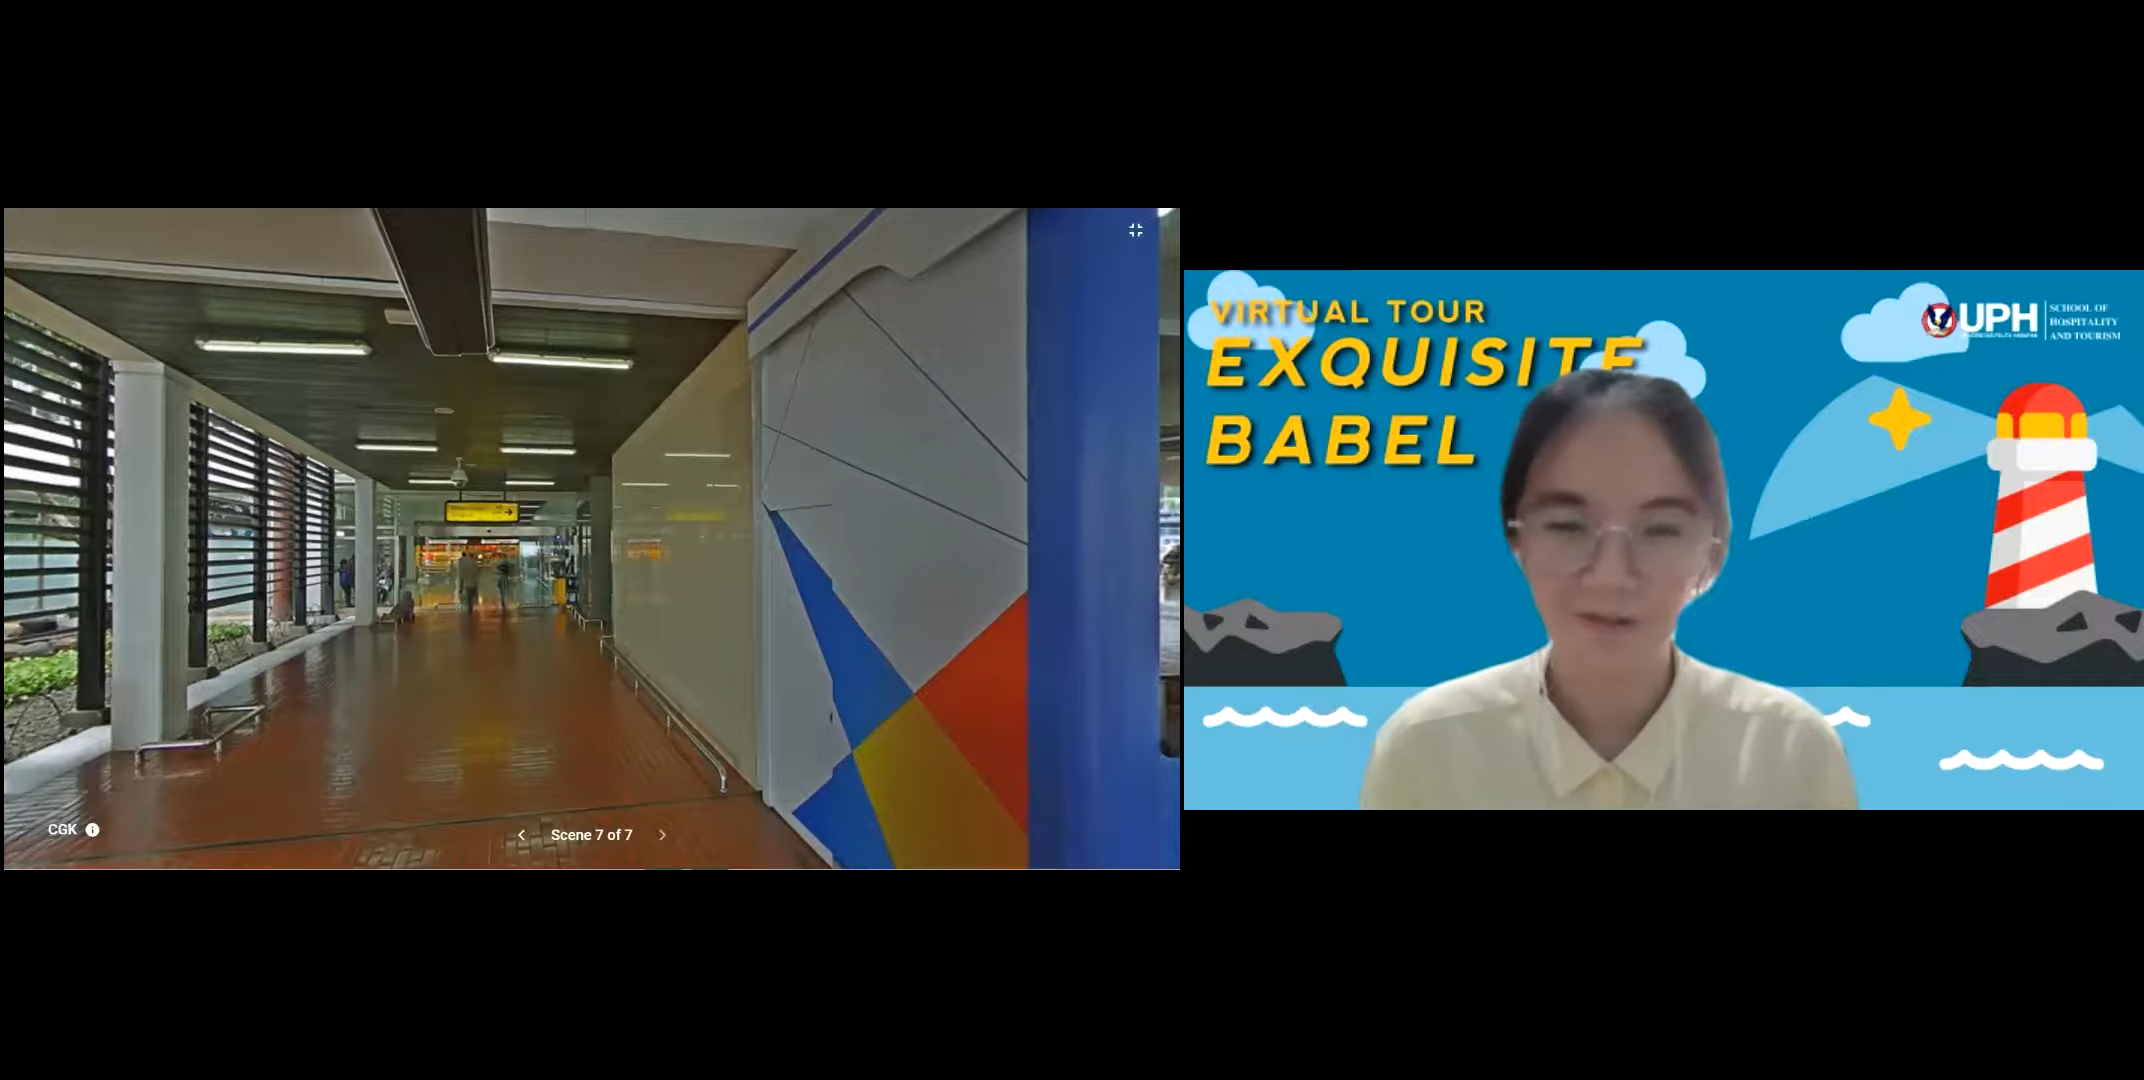 CGK
Scene 7 of 7
VIRTUAL TOUR
EXQUISITE
BABEL
UPH
SCHOOL OF
HOSPITALITY
AND TOURISM